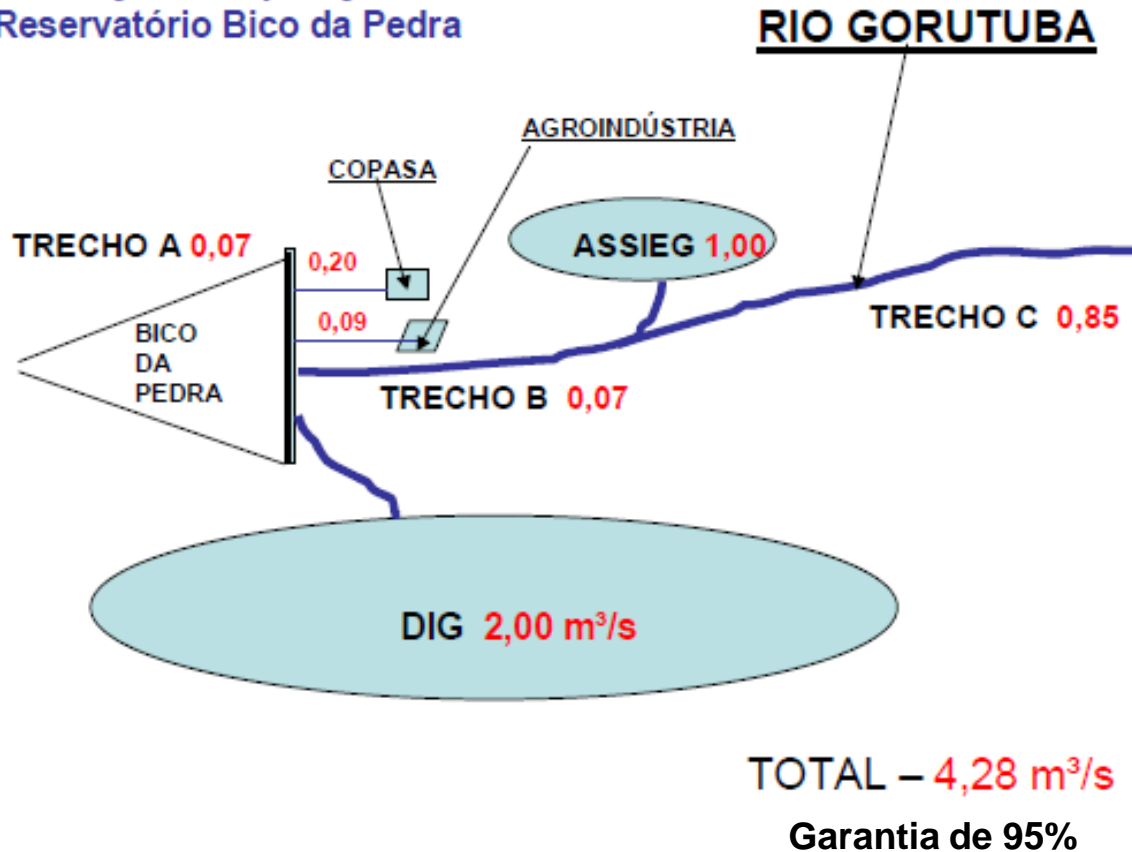 Reservatório Bico da Pedra
RIO GORUTUBA
AGROINDÚSTRIA
COPASA
TRECHO A 0,07
0,20
ASSIEG 1,00
0,09
BICO
DA
PEDRA
TRECHO C 0,85
TRECHO B 0,07
DIG 2,00 m³/s
TOTAL – 4,28 m³/s
Garantia de 95%